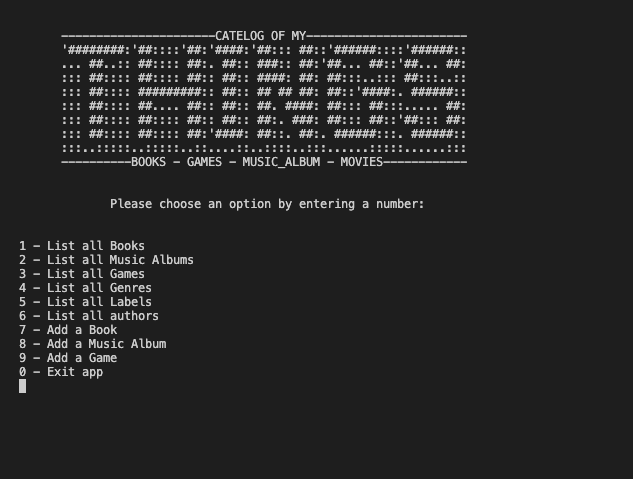 ----------------------CATELOG OF MY-----------------------
'########:'##::::'##:'####:'##::: ##::'######::::'######::
... ##..:: ##:::: ##:. ##:: ###:: ##:'##... ##::'##... ##:
::: ##:::: ##:::: ##:: ##:: ####: ##: ##:::..::: ##:::..::
::: ##:::: #########:: ##:: ## ## ##: ##::'####:. ######::
::: ##:::: ##.... ##:: ##:: ##. ####: ##::: ##:::..... ##:
::: ##:::: ##:::: ##:: ##:: ##:. ###: ##::: ##::'##::: ##:
::: ##:::: ##:::: ##:'####: ##::. ##:. ######:::. ######::
:::..:::::..:::::..::....::..::::..:::......:::::......:::
----------BOOKS - GAMES - MUSIC_ALBUM - MOVIES------------
Please choose an option by entering a number:
1 - List all Books
2 - List all Music Albums
3 - List all Games
4 - List all Genres
5 - List all Labels
6 - List all authors
7 - Add a Book
8 - Add a Music Album
9 - Add a Game
0 - Exit app